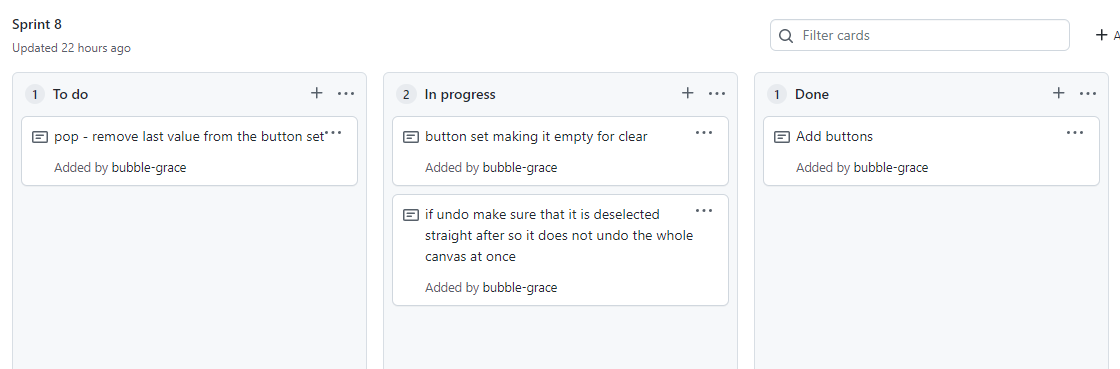 Sprint 8
Updated 22 hours ago
Filter cards
+ A
1 To do
pop - remove last value from the button set
Added by bubble-grace
2 In progress
button set making it empty for clear
Added by bubble-grace
if undo make sure that it is deselected
straight after so it does not undo the whole
canvas at once
Added by bubble-grace
1 Done
Add buttons
Added by bubble-grace